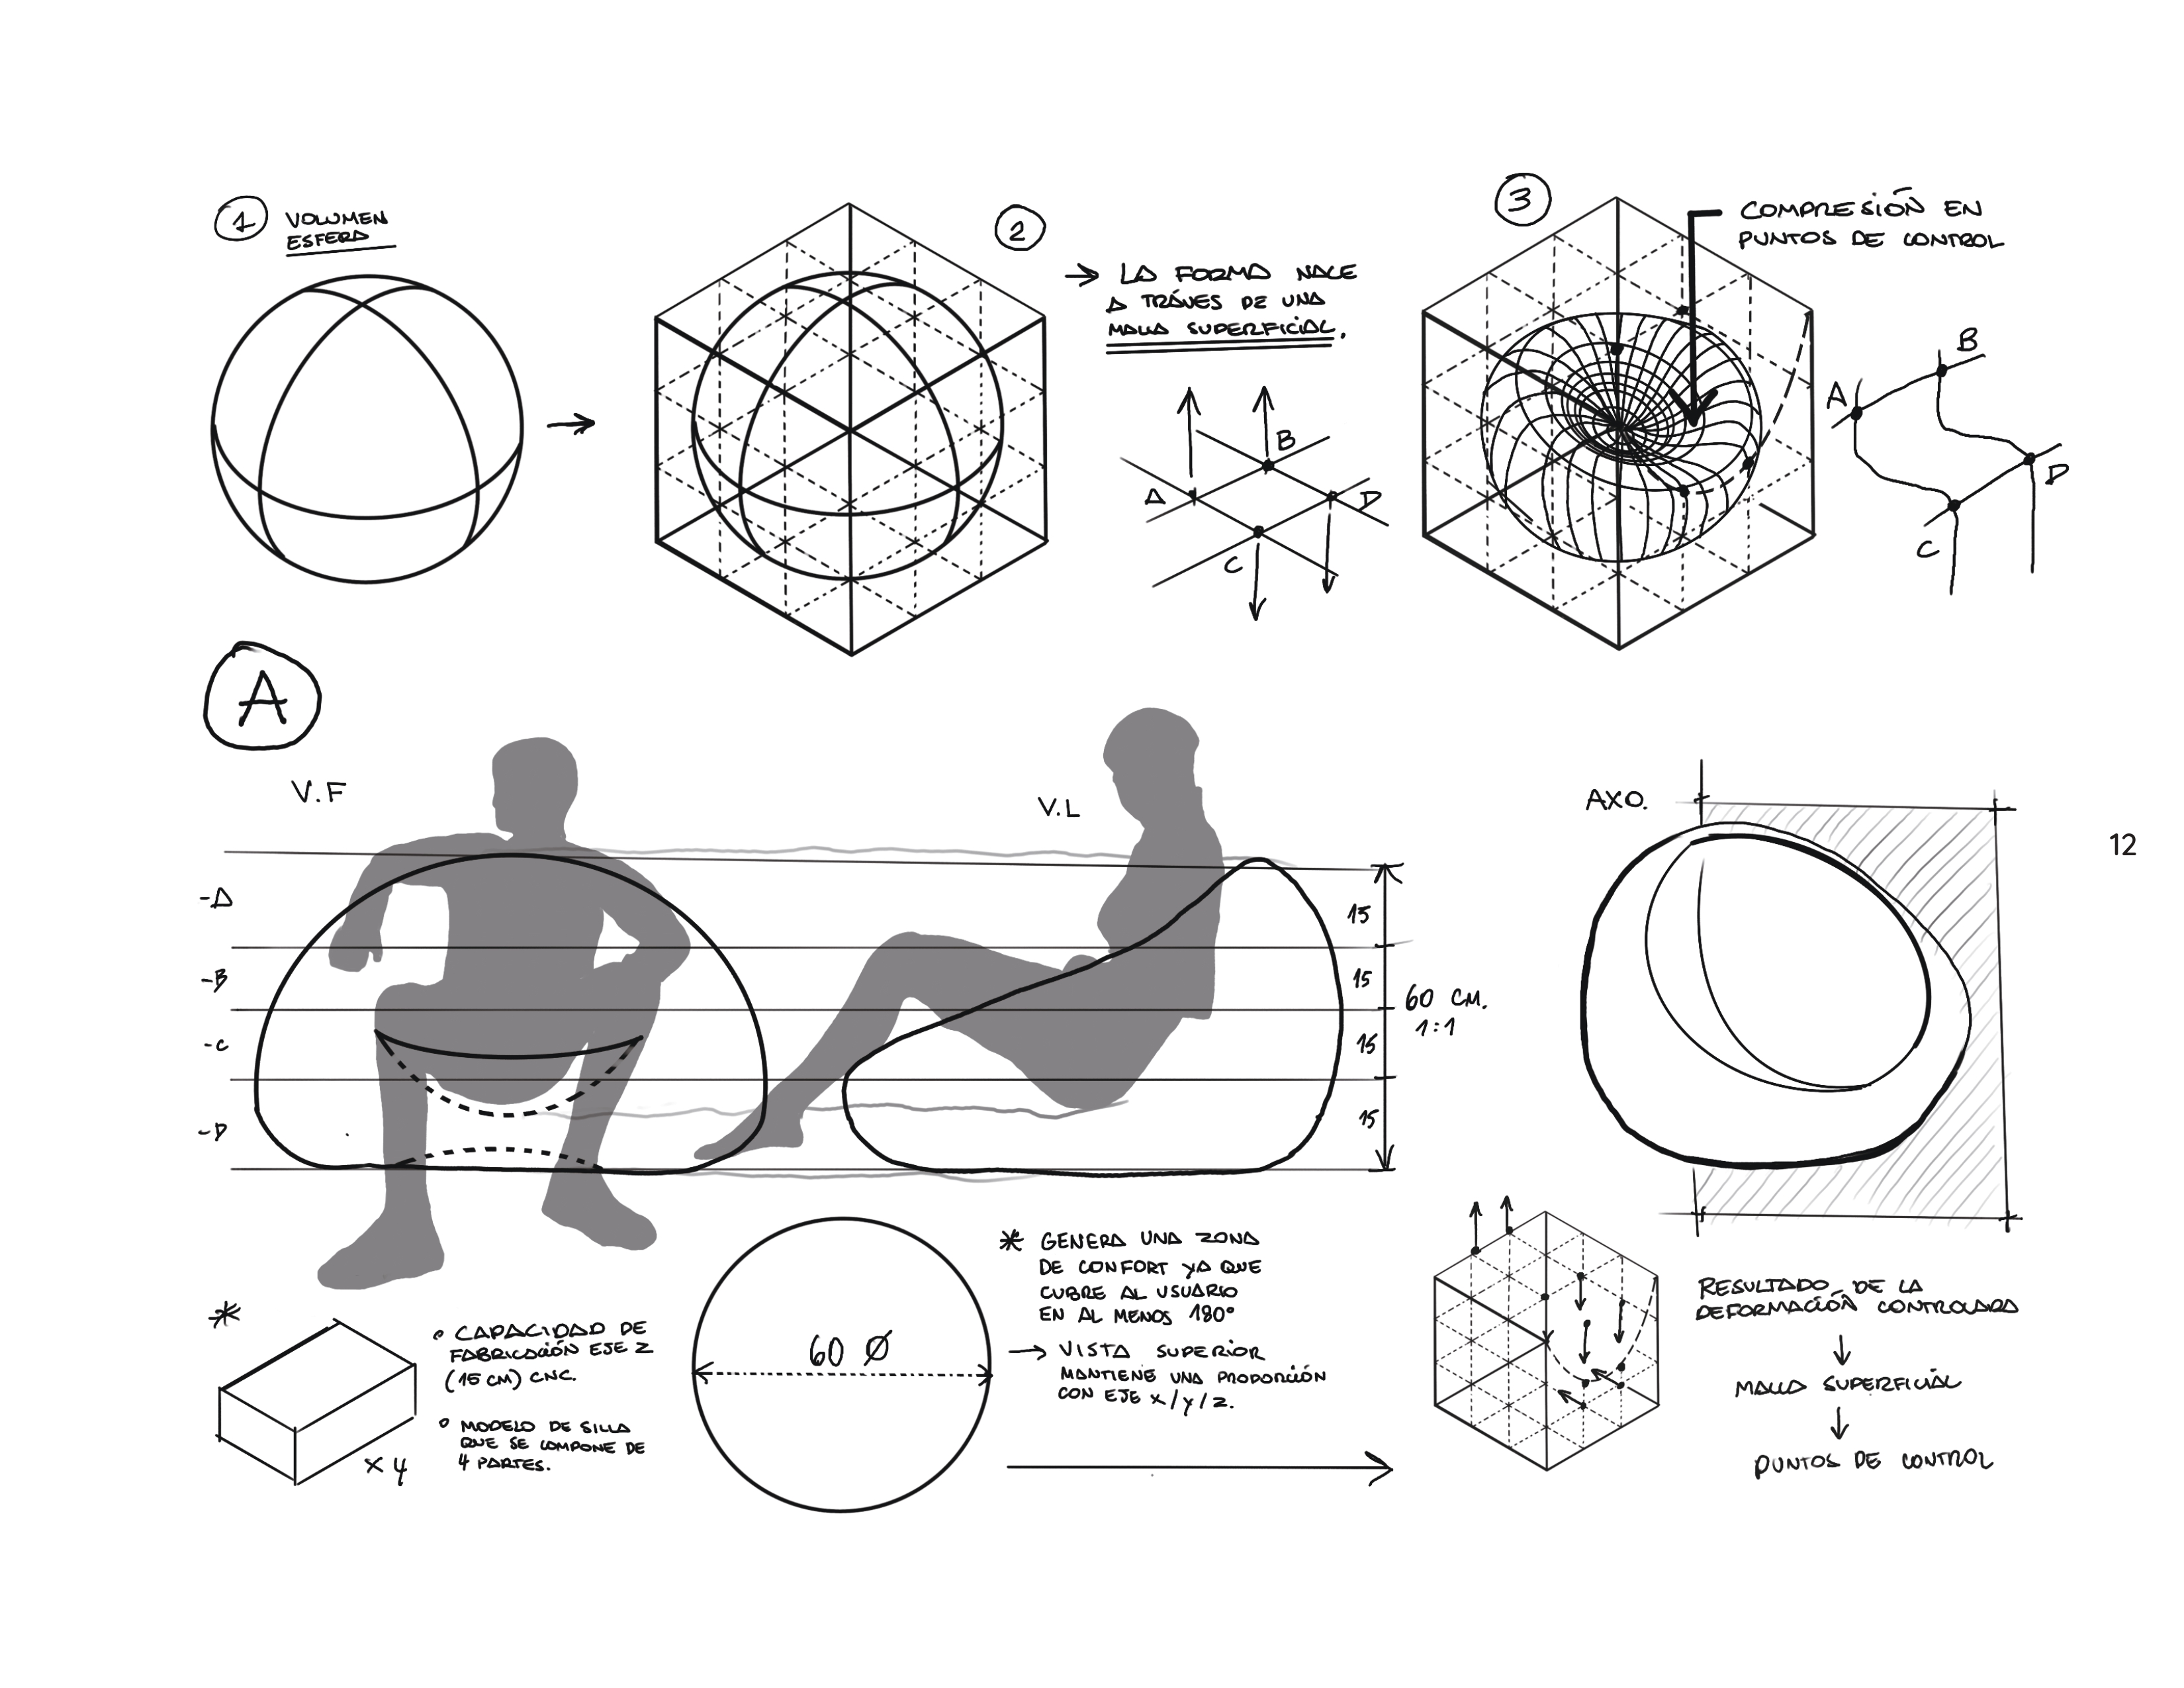 1
VOLUMEN
ESFERA
2
→ LA FORMA NACE
A TRÁVES DE UNA
MALLA SUPERFICIAL.
A
B
C
D
3
COMPRESIÓN EN
PUNTOS DE CONTROL
A
B
C
D
A
V.F
V.L
AXO.
12
-A
-B
-C
-D
15
15
15
15
60 CM.
1:1
*
x 4
° CAPACIDAD DE
FABRICACIÓN EJE Z
(15 CM) CNC.
° MODELO DE SILLA
QUE SE COMPONE DE
4 PARTES.
60 Ø
* GENERA UNA ZONA
DE CONFORT YA QUE
CUBRE AL USUARIO
EN AL MENOS 180°
→ VISTA SUPERIOR
MANTIENE UNA PROPORCIÓN
CON EJE X/Y/Z.
RESULTADO DE LA
DEFORMACIÓN CONTROLADA
↓
MALLA SUPERFICIAL
↓
PUNTOS DE CONTROL